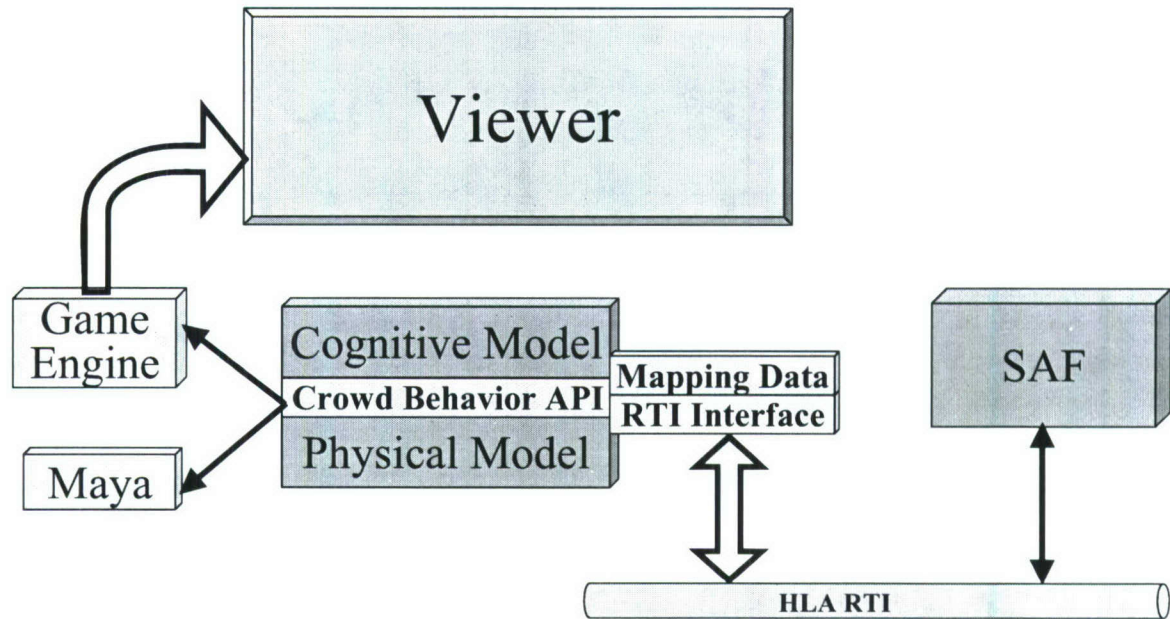 Viewer
Game
Engine
Cognitive Model
Crowd Behavior API
Physical Model
Mapping Data
RTI Interface
SAF
Maya
HLA RTI